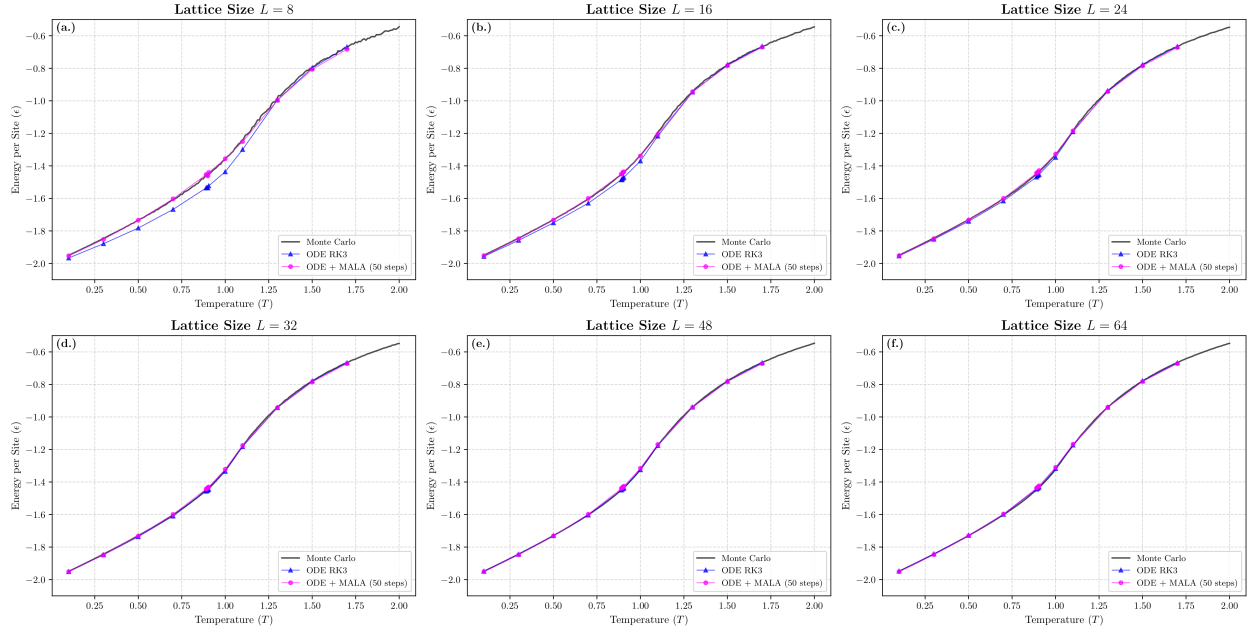 Lattice Size L = 8
(a.)
Energy per Site (ϵ)
−0.6
−0.8
−1.0
−1.2
−1.4
−1.6
−1.8
−2.0
Monte Carlo
ODE RK3
ODE + MALA (50 steps)
0.25 0.50 0.75 1.00 1.25 1.50 1.75 2.00
Temperature (T)
Lattice Size L = 16
(b.)
Energy per Site (ϵ)
−0.6
−0.8
−1.0
−1.2
−1.4
−1.6
−1.8
−2.0
Monte Carlo
ODE RK3
ODE + MALA (50 steps)
0.25 0.50 0.75 1.00 1.25 1.50 1.75 2.00
Temperature (T)
Lattice Size L = 24
(c.)
Energy per Site (ϵ)
−0.6
−0.8
−1.0
−1.2
−1.4
−1.6
−1.8
−2.0
Monte Carlo
ODE RK3
ODE + MALA (50 steps)
0.25 0.50 0.75 1.00 1.25 1.50 1.75 2.00
Temperature (T)
Lattice Size L = 32
(d.)
Energy per Site (ϵ)
−0.6
−0.8
−1.0
−1.2
−1.4
−1.6
−1.8
−2.0
Monte Carlo
ODE RK3
ODE + MALA (50 steps)
0.25 0.50 0.75 1.00 1.25 1.50 1.75 2.00
Temperature (T)
Lattice Size L = 48
(e.)
Energy per Site (ϵ)
−0.6
−0.8
−1.0
−1.2
−1.4
−1.6
−1.8
−2.0
Monte Carlo
ODE RK3
ODE + MALA (50 steps)
0.25 0.50 0.75 1.00 1.25 1.50 1.75 2.00
Temperature (T)
Lattice Size L = 64
(f.)
Energy per Site (ϵ)
−0.6
−0.8
−1.0
−1.2
−1.4
−1.6
−1.8
−2.0
Monte Carlo
ODE RK3
ODE + MALA (50 steps)
0.25 0.50 0.75 1.00 1.25 1.50 1.75 2.00
Temperature (T)